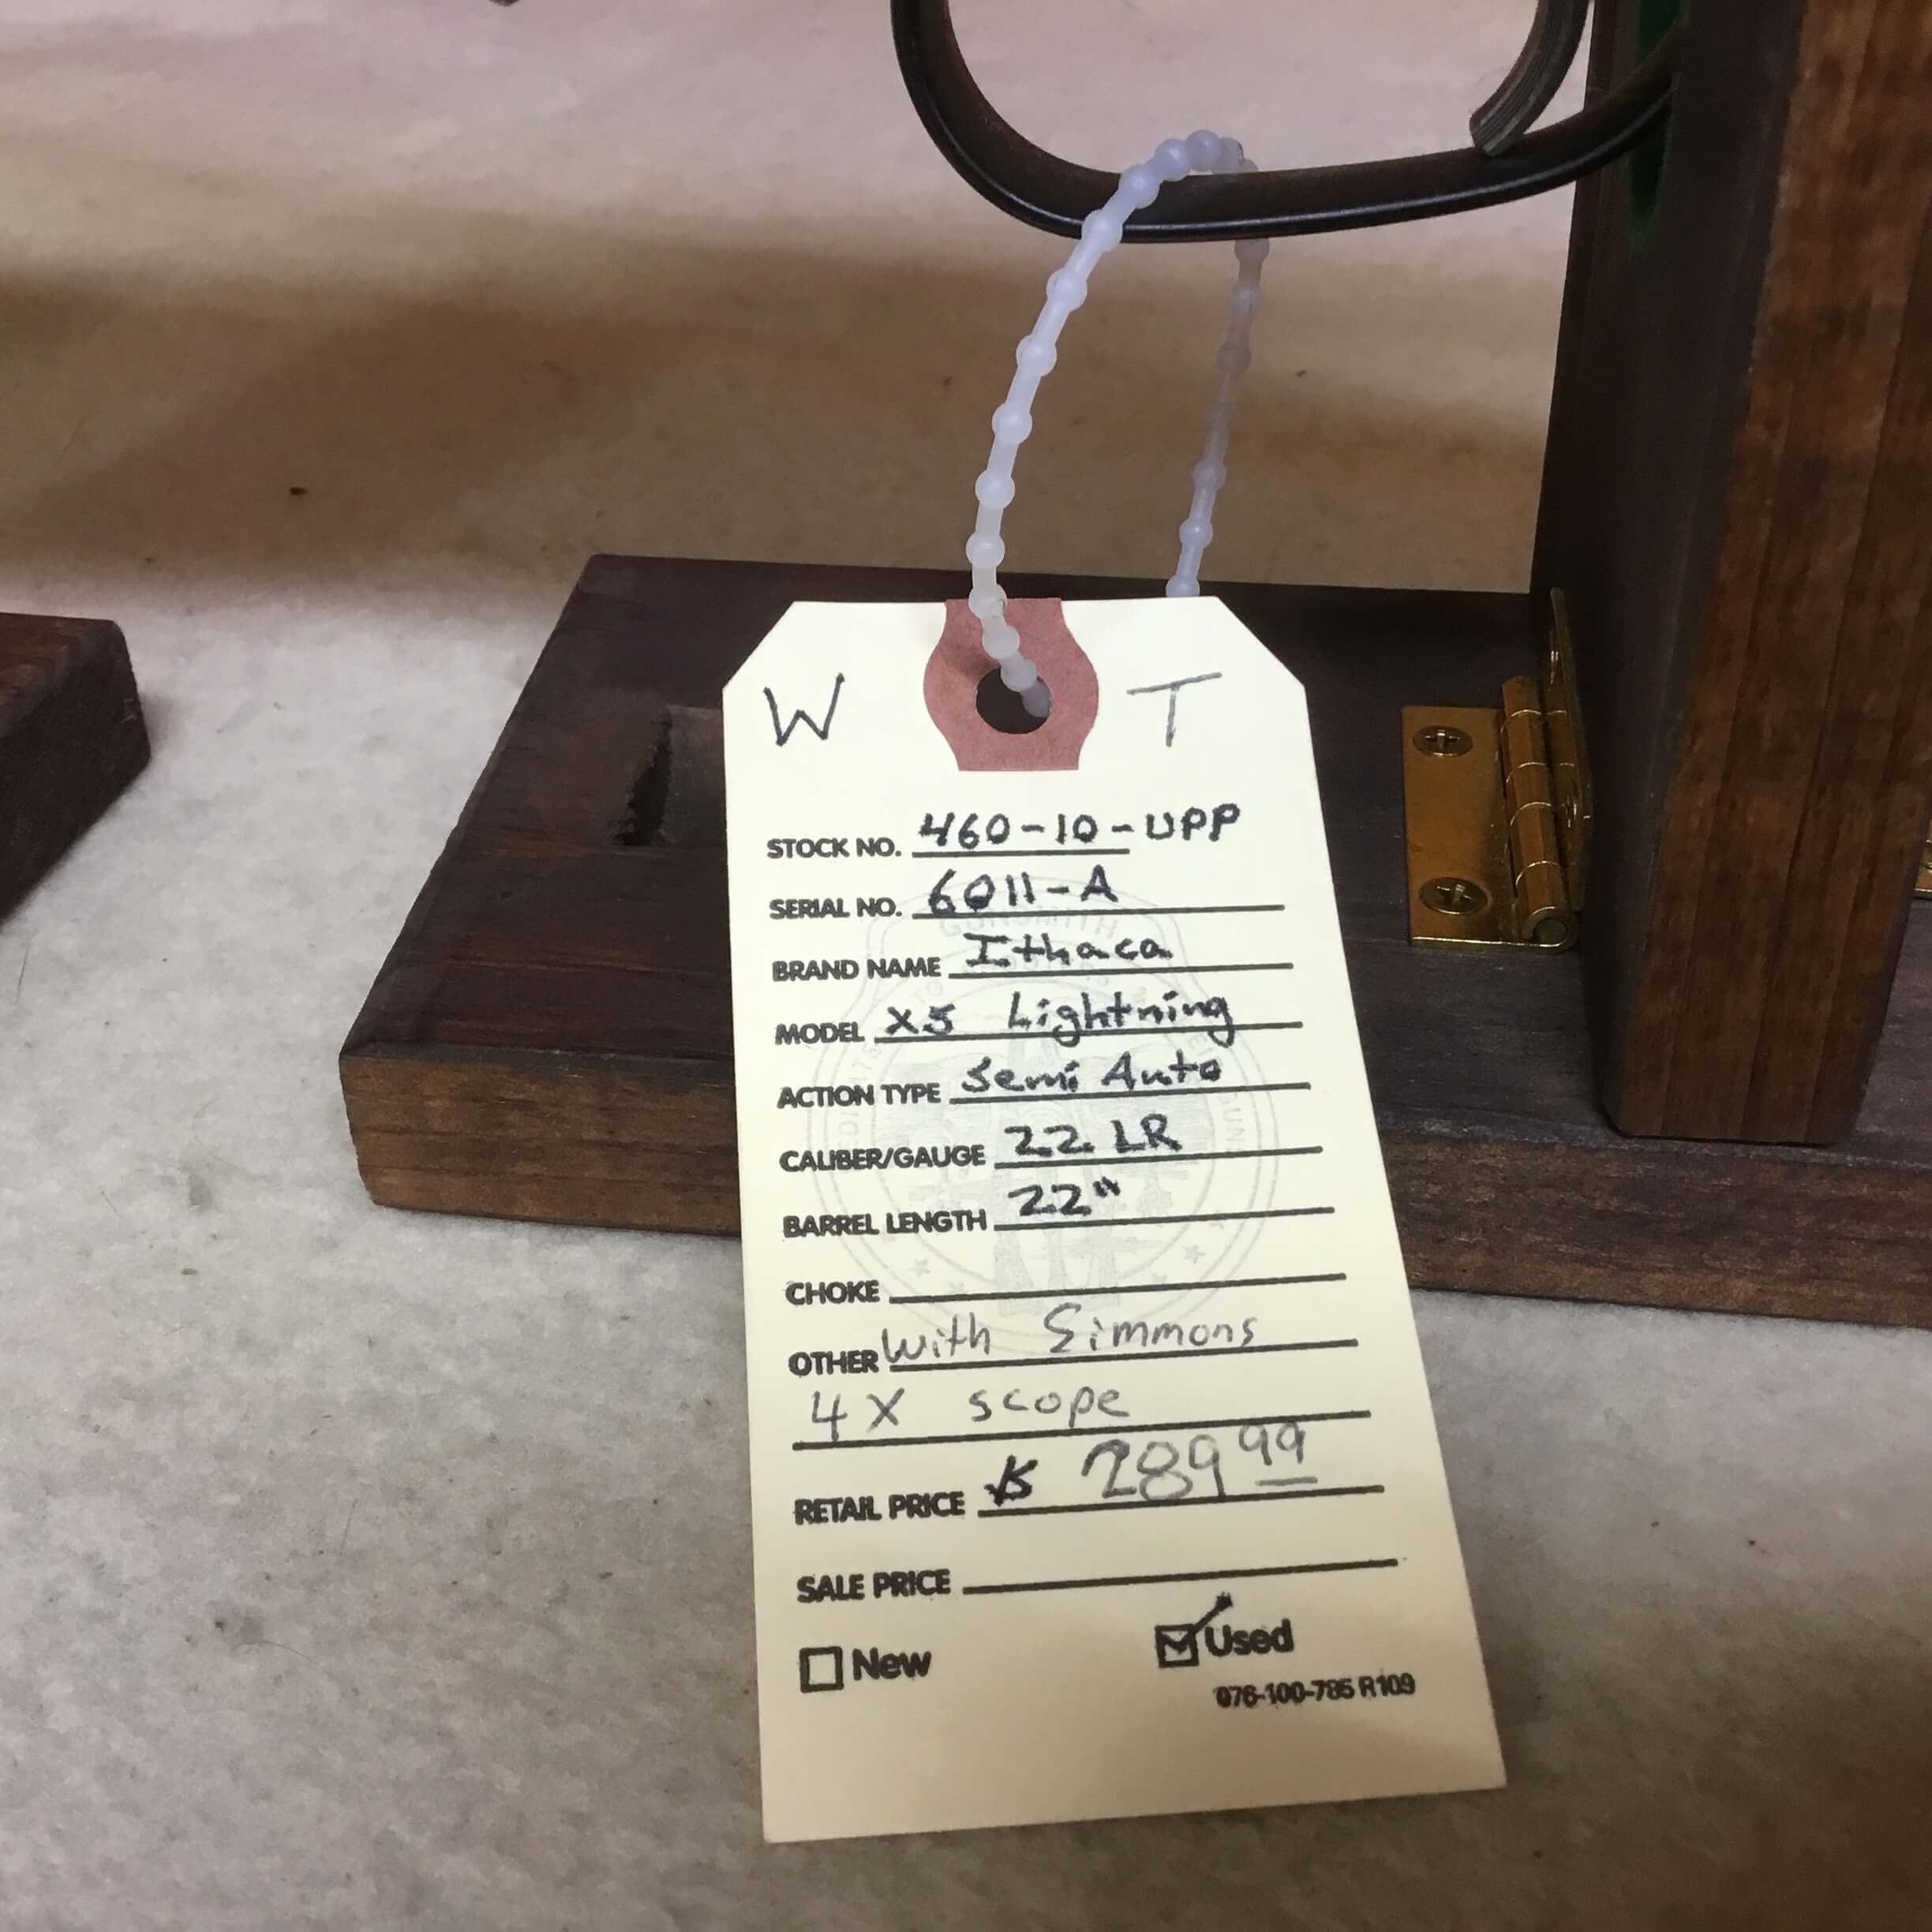 W T
STOCK NO. 460-10-UPP
SERIAL NO. 6011-A
BRAND NAME Ithaca
MODEL X5 Lightning
ACTION TYPE Semi Auto
CALIBER/GAUGE 22 LR
BARREL LENGTH 22"
CHOKE
OTHER With Simmons
4X scope
RETAIL PRICE 289 99
SALE PRICE
New Used
076-100-785 R109